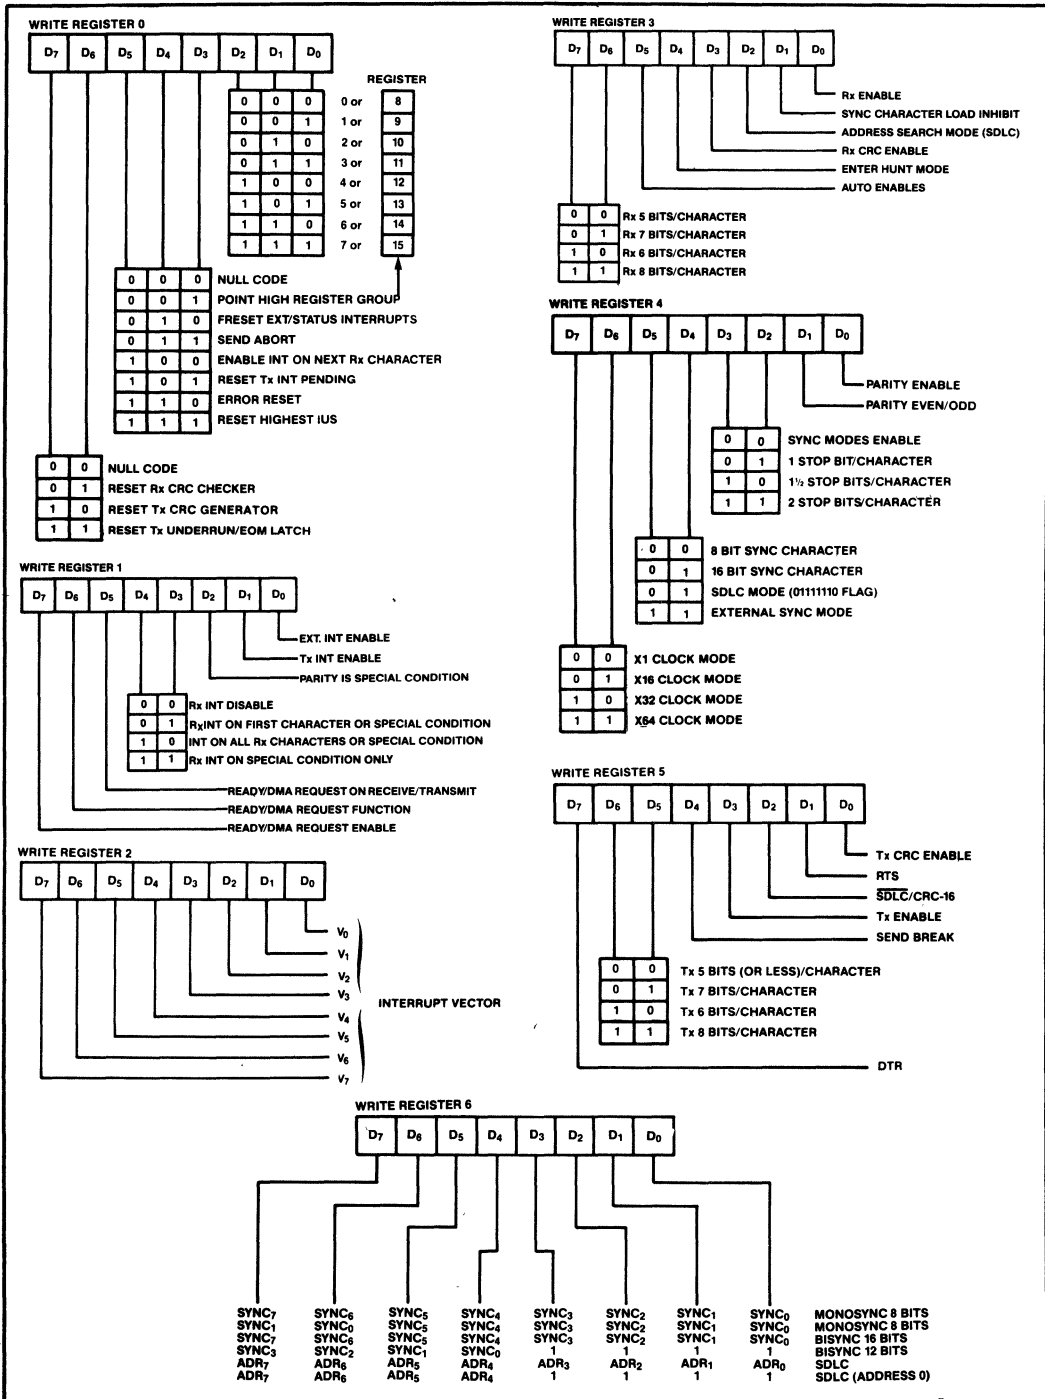 WRITE REGISTER 0
D7 D6 D5 D4 D3 D2 D1 D0
REGISTER
0 0 0 0 or 8
0 0 1 1 or 9
0 1 0 2 or 10
0 1 1 3 or 11
1 0 0 4 or 12
1 0 1 5 or 13
1 1 0 6 or 14
1 1 1 7 or 15
0 0 0 NULL CODE
0 0 1 POINT HIGH REGISTER GROUP
0 1 0 FRESET EXT/STATUS INTERRUPTS
0 1 1 SEND ABORT
1 0 0 ENABLE INT ON NEXT Rx CHARACTER
1 0 1 RESET Tx INT PENDING
1 1 0 ERROR RESET
1 1 1 RESET HIGHEST IUS
0 0 NULL CODE
0 1 RESET Rx CRC CHECKER
1 0 RESET Tx CRC GENERATOR
1 1 RESET Tx UNDERRUN/EOM LATCH
WRITE REGISTER 1
D7 D6 D5 D4 D3 D2 D1 D0
EXT. INT ENABLE
Tx INT ENABLE
PARITY IS SPECIAL CONDITION
0 0 Rx INT DISABLE
0 1 RxINT ON FIRST CHARACTER OR SPECIAL CONDITION
1 0 INT ON ALL Rx CHARACTERS OR SPECIAL CONDITION
1 1 Rx INT ON SPECIAL CONDITION ONLY
READY/DMA REQUEST ON RECEIVE/TRANSMIT
READY/DMA REQUEST FUNCTION
READY/DMA REQUEST ENABLE
WRITE REGISTER 2
D7 D6 D5 D4 D3 D2 D1 D0
V0
V1
V2
V3
INTERRUPT VECTOR
V4
V5
V6
V7
WRITE REGISTER 3
D7 D6 D5 D4 D3 D2 D1 D0
Rx ENABLE
SYNC CHARACTER LOAD INHIBIT
ADDRESS SEARCH MODE (SDLC)
Rx CRC ENABLE
ENTER HUNT MODE
AUTO ENABLES
0 0 Rx 5 BITS/CHARACTER
0 1 Rx 7 BITS/CHARACTER
1 0 Rx 6 BITS/CHARACTER
1 1 Rx 8 BITS/CHARACTER
WRITE REGISTER 4
D7 D6 D5 D4 D3 D2 D1 D0
PARITY ENABLE
PARITY EVEN/ODD
0 0 SYNC MODES ENABLE
0 1 1 STOP BIT/CHARACTER
1 0 1½ STOP BITS/CHARACTER
1 1 2 STOP BITS/CHARACTER
0 0 8 BIT SYNC CHARACTER
0 1 16 BIT SYNC CHARACTER
0 1 SDLC MODE (01111110 FLAG)
1 1 EXTERNAL SYNC MODE
0 0 X1 CLOCK MODE
0 1 X16 CLOCK MODE
1 0 X32 CLOCK MODE
1 1 X64 CLOCK MODE
WRITE REGISTER 5
D7 D6 D5 D4 D3 D2 D1 D0
Tx CRC ENABLE
RTS
SDLC/CRC-16
Tx ENABLE
SEND BREAK
0 0 Tx 5 BITS (OR LESS)/CHARACTER
0 1 Tx 7 BITS/CHARACTER
1 0 Tx 6 BITS/CHARACTER
1 1 Tx 8 BITS/CHARACTER
DTR
WRITE REGISTER 6
D7 D6 D5 D4 D3 D2 D1 D0
SYNC7 SYNC6 SYNC5 SYNC4 SYNC3 SYNC2 SYNC1 SYNC0 MONOSYNC 8 BITS
SYNC1 SYNC0 SYNC5 SYNC4 SYNC3 SYNC2 SYNC1 SYNC0 MONOSYNC 8 BITS
SYNC7 SYNC6 SYNC5 SYNC4 SYNC3 SYNC2 SYNC1 SYNC0 BISYNC 16 BITS
SYNC3 SYNC2 SYNC1 SYNC0 1 1 1 1 BISYNC 12 BITS
ADR7 ADR6 ADR5 ADR4 ADR3 ADR2 ADR1 ADR0 SDLC
ADR7 ADR6 ADR5 ADR4 1 1 1 1 SDLC (ADDRESS 0)